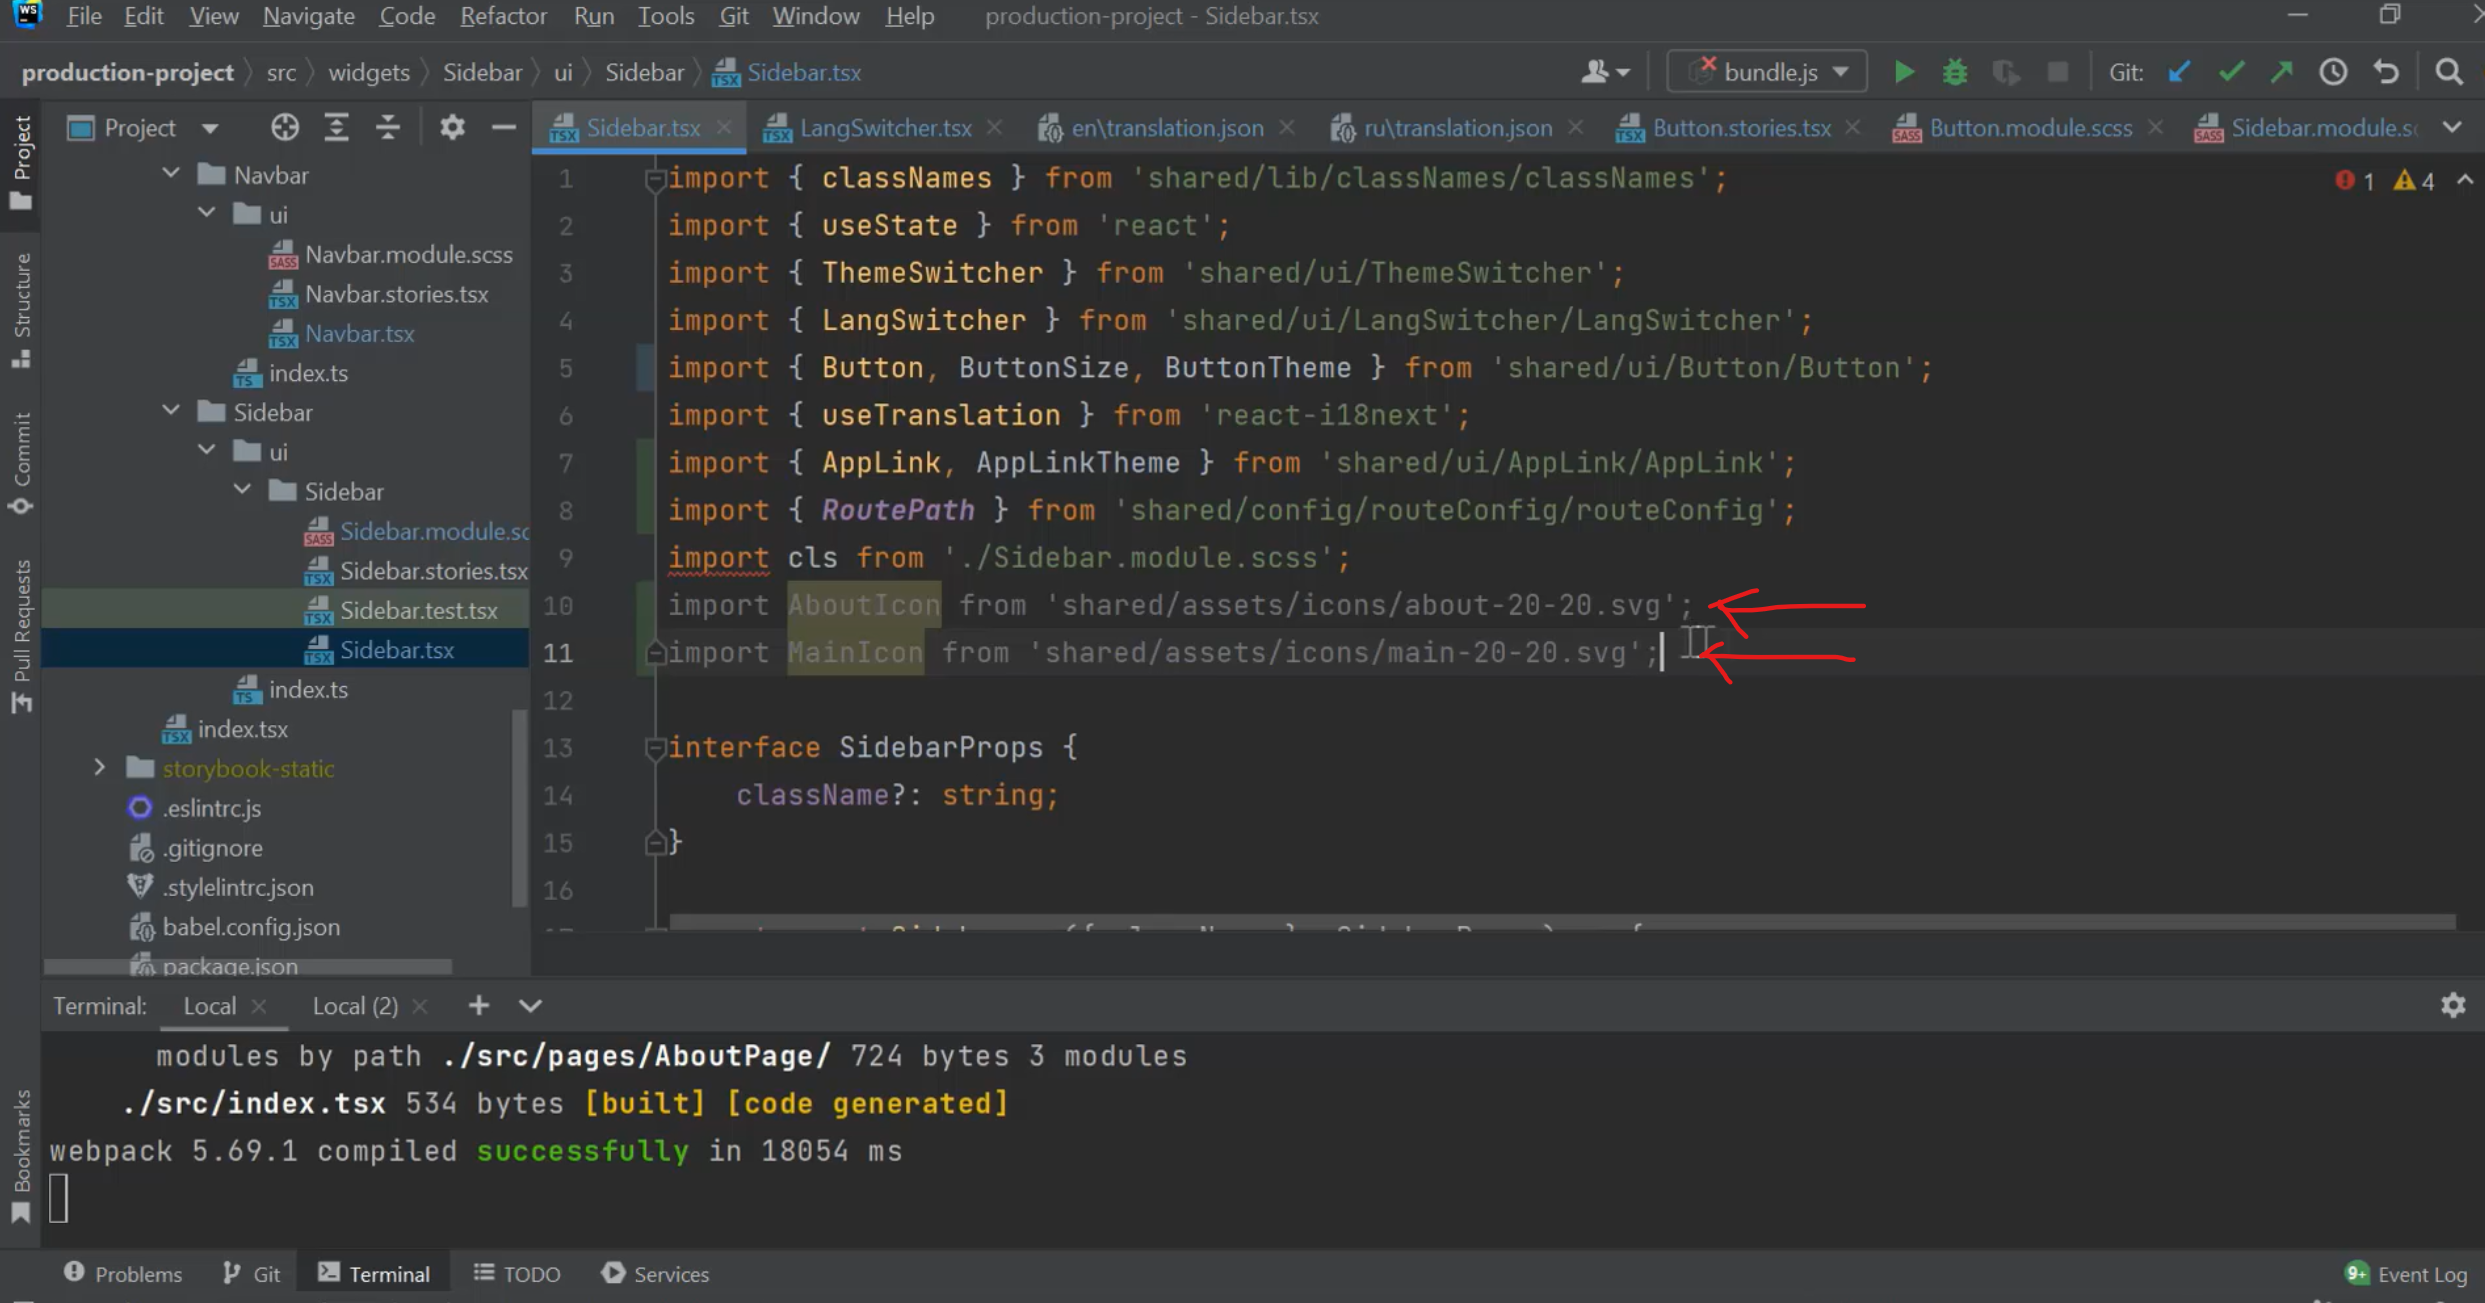 WS File Edit View Navigate Code Refactor Run Tools Git Window Help production-project - Sidebar.tsx
production-project src widgets Sidebar ui Sidebar Sidebar.tsx bundle.js Git:
Project
Sidebar.tsx LangSwitcher.tsx en\translation.json ru\translation.json Button.stories.tsx Button.module.scss Sidebar.module.s
Project
Structure
Commit
Pull Requests
Bookmarks
Navbar
ui
Navbar.module.scss
Navbar.stories.tsx
Navbar.tsx
index.ts
Sidebar
ui
Sidebar
Sidebar.module.sc
Sidebar.stories.tsx
Sidebar.test.tsx
Sidebar.tsx
index.ts
index.tsx
storybook-static
.eslintrc.js
.gitignore
.stylelintrc.json
babel.config.json
package.json
1 import { classNames } from 'shared/lib/classNames/classNames';
1 4
2 import { useState } from 'react';
3 import { ThemeSwitcher } from 'shared/ui/ThemeSwitcher';
4 import { LangSwitcher } from 'shared/ui/LangSwitcher/LangSwitcher';
5 import { Button, ButtonSize, ButtonTheme } from 'shared/ui/Button/Button';
6 import { useTranslation } from 'react-i18next';
7 import { AppLink, AppLinkTheme } from 'shared/ui/AppLink/AppLink';
8 import { RoutePath } from 'shared/config/routeConfig/routeConfig';
9 import cls from './Sidebar.module.scss';
10 import AboutIcon from 'shared/assets/icons/about-20-20.svg';
11 import MainIcon from 'shared/assets/icons/main-20-20.svg';
12
13 interface SidebarProps {
14 className?: string;
15 }
16
Terminal: Local Local (2)
modules by path ./src/pages/AboutPage/ 724 bytes 3 modules
./src/index.tsx 534 bytes [built] [code generated]
webpack 5.69.1 compiled successfully in 18054 ms
Problems Git Terminal TODO Services 9+ Event Log